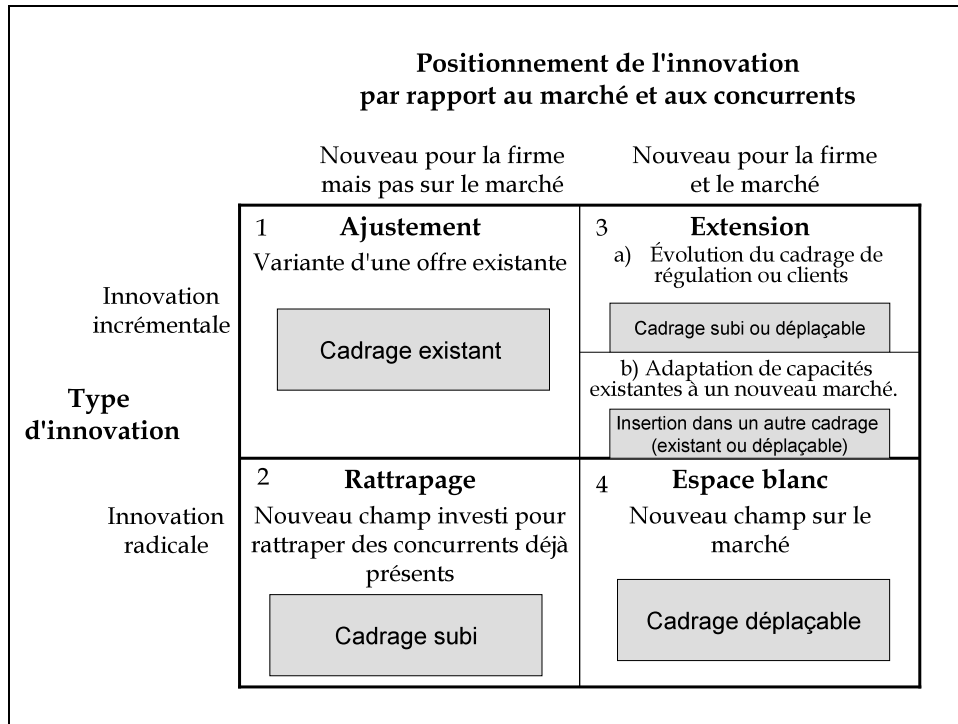 Positionnement de l'innovation
par rapport au marché et aux concurrents
Nouveau pour la firme
mais pas sur le marché
Nouveau pour la firme
et le marché
Type
d'innovation
Innovation
incrémentale
1 Ajustement
Variante d'une offre existante
Cadrage existant
3 Extension
a) Évolution du cadrage de
régulation ou clients
Cadrage subi ou déplaçable
b) Adaptation de capacités
existantes à un nouveau marché.
Insertion dans un autre cadrage
(existant ou déplaçable)
Innovation
radicale
2 Rattrapage
Nouveau champ investi pour
rattraper des concurrents déjà
présents
Cadrage subi
4 Espace blanc
Nouveau champ sur le
marché
Cadrage déplaçable